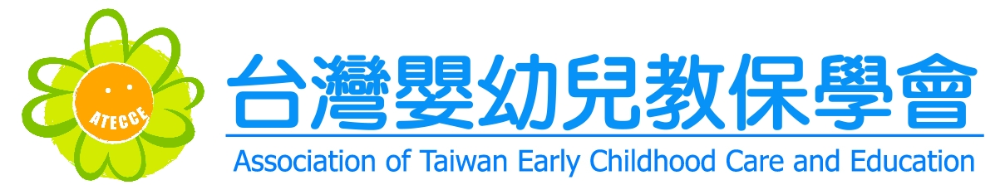 ATECCE
台灣嬰幼兒教保學會
Association of Taiwan Early Childhood Care and Education